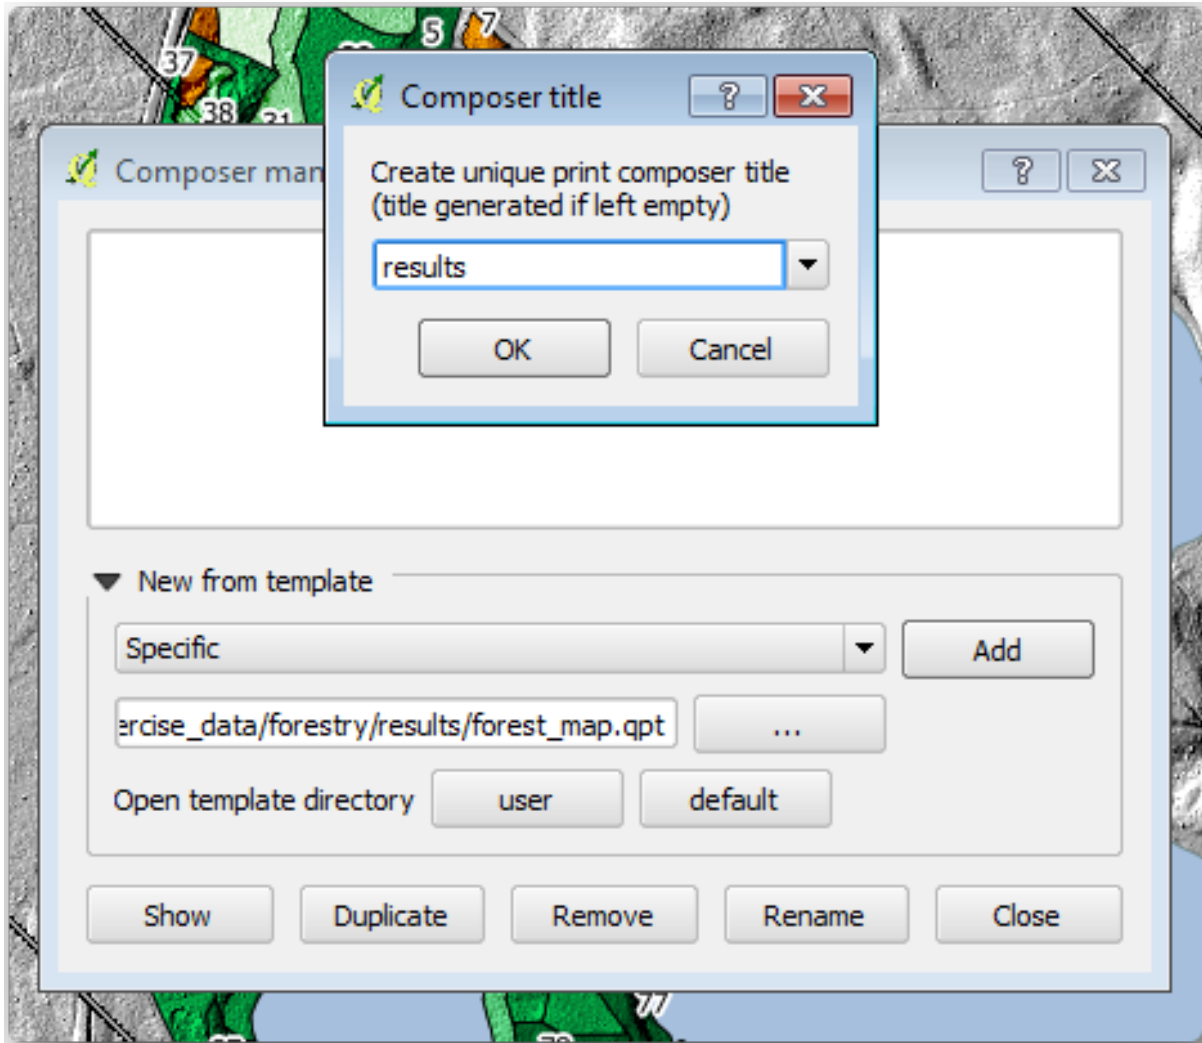 5
7
37
38
Composer title
?
Composer man
?
Create unique print composer title
(title generated if left empty)
results
OK
Cancel
New from template
Specific
Add
ercise_data/forestry/results/forest_map.qpt
...
Open template directory
user
default
Show
Duplicate
Remove
Rename
Close